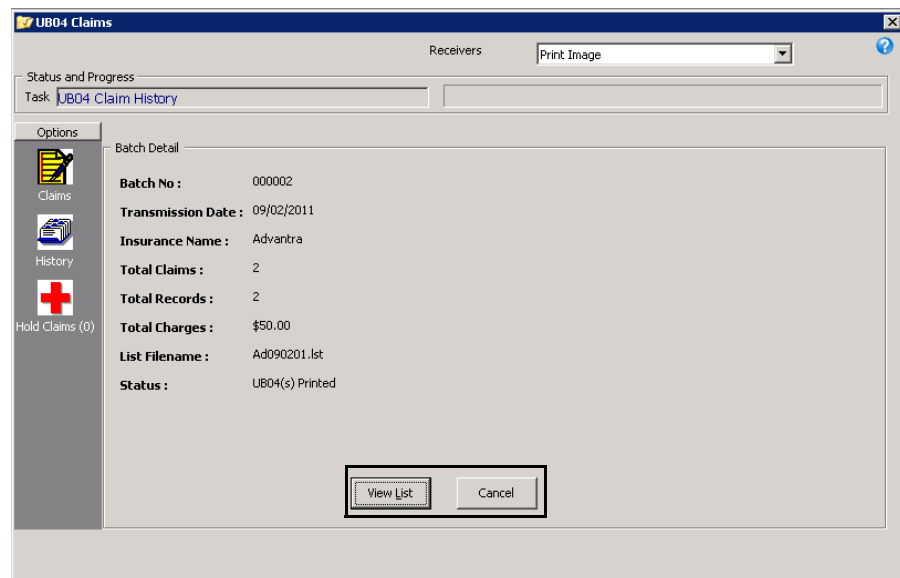 UB04 Claims
Receivers Print Image
Status and Progress
Task UB04 Claim History
Options
Claims
History
Hold Claims (0)
Batch Detail
Batch No : 000002
Transmission Date : 09/02/2011
Insurance Name : Advantra
Total Claims : 2
Total Records : 2
Total Charges : $50.00
List Filename : Ad090201.lst
Status : UB04(s) Printed
View List Cancel